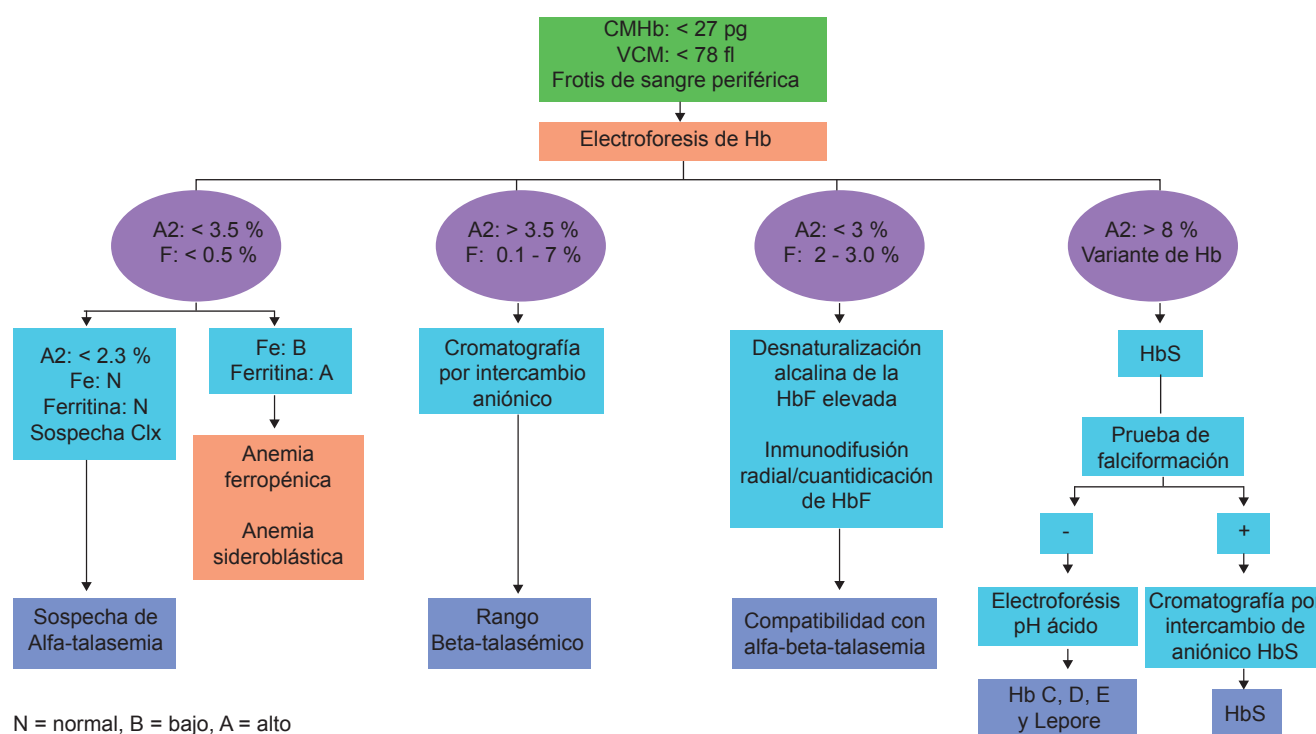 CMHb: < 27 pg
VCM: < 78 fl
Frotis de sangre periférica
Electroforesis de Hb
A2: < 3.5 %
F: < 0.5 %
A2: > 3.5 %
F: 0.1 - 7 %
A2: < 3 %
F: 2 - 3.0 %
A2: > 8 %
Variante de Hb
A2: < 2.3 %
Fe: N
Ferritina: N
Sospecha Clx
Fe: B
Ferritina: A
Cromatografía
por intercambio
aniónico
Desnaturalización
alcalina de la
HbF elevada
Inmunodifusión
radial/cuantidicación
de HbF
HbS
Anemia
ferropénica
Anemia
sideroblástica
Prueba de
falciformación
-
+
Sospecha de
Alfa-talasemia
Rango
Beta-talasémico
Compatibilidad con
alfa-beta-talasemia
Electroforésis
pH ácido
Cromatografía por
intercambio de
aniónico HbS
Hb C, D, E
y Lepore
HbS
N = normal, B = bajo, A = alto